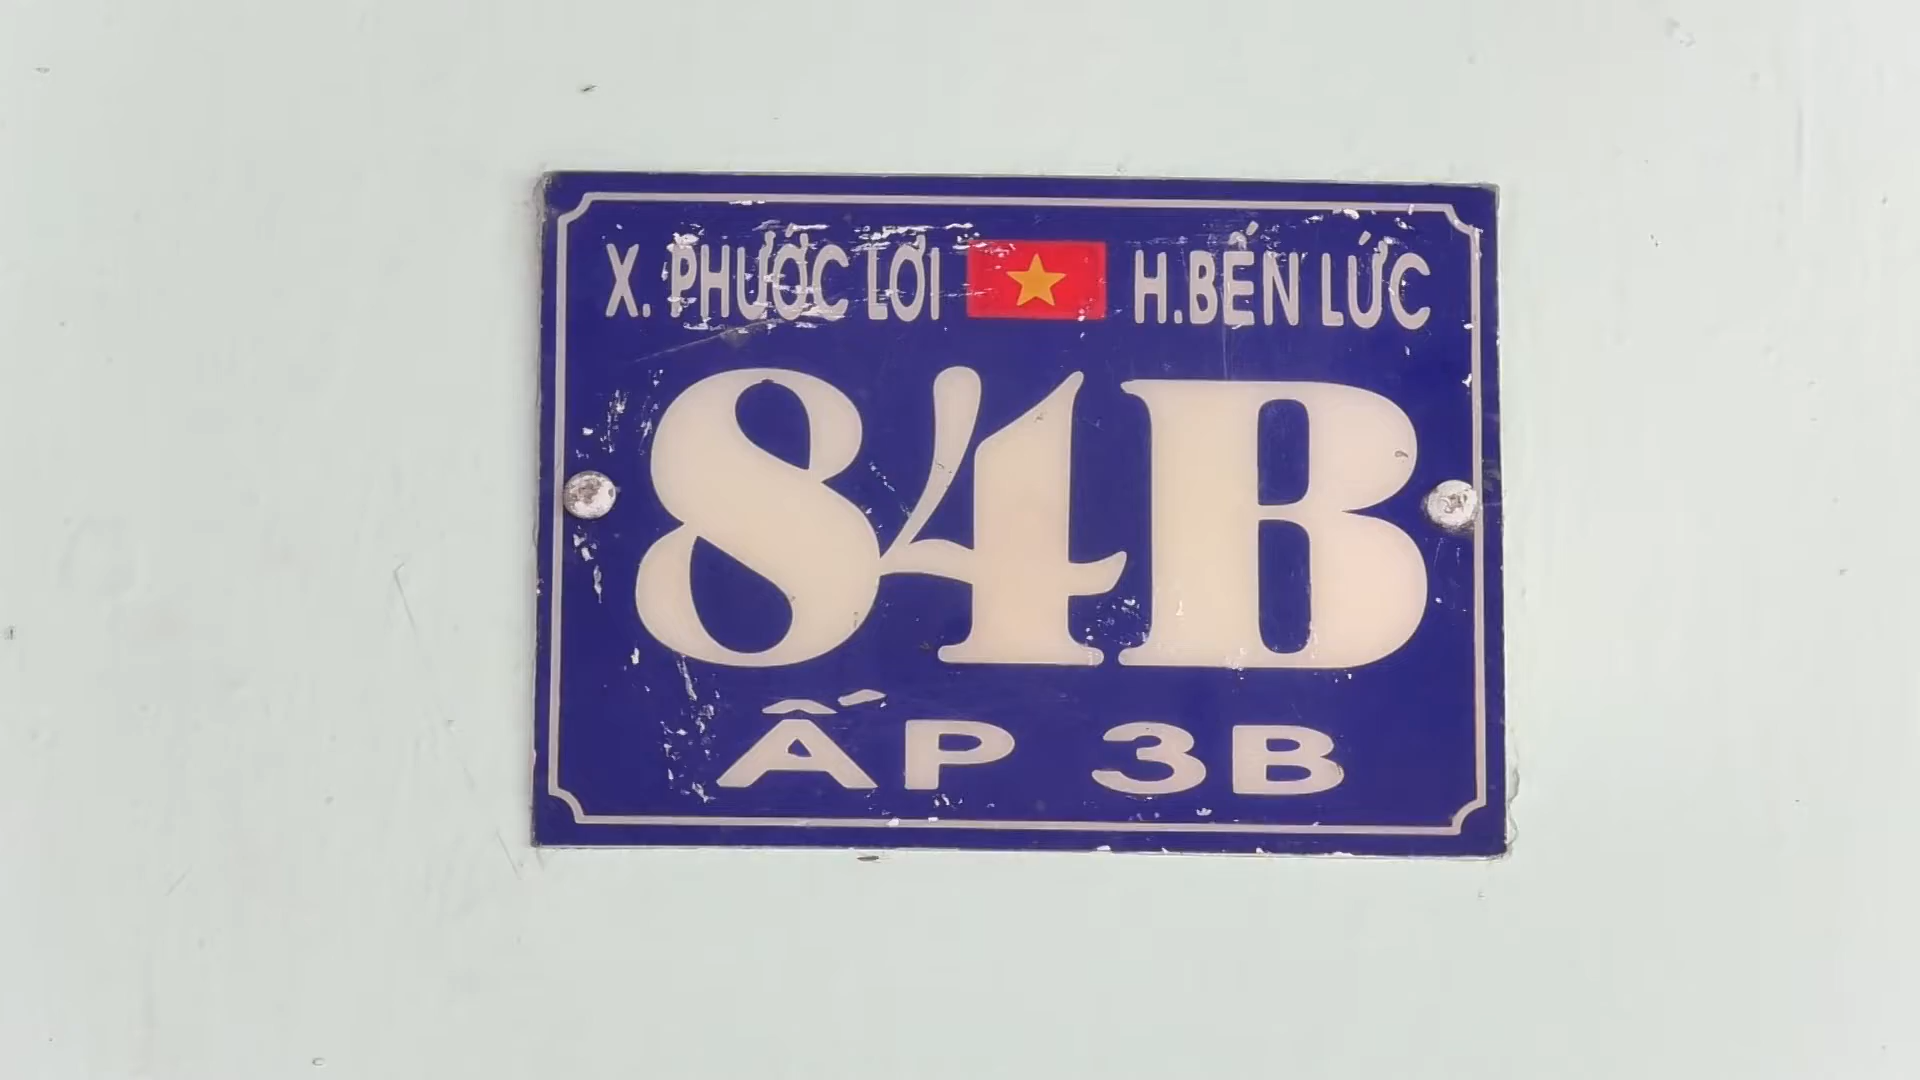 X. PHƯỚC LỢI H.BẾN LỨC
84B
ẤP 3B